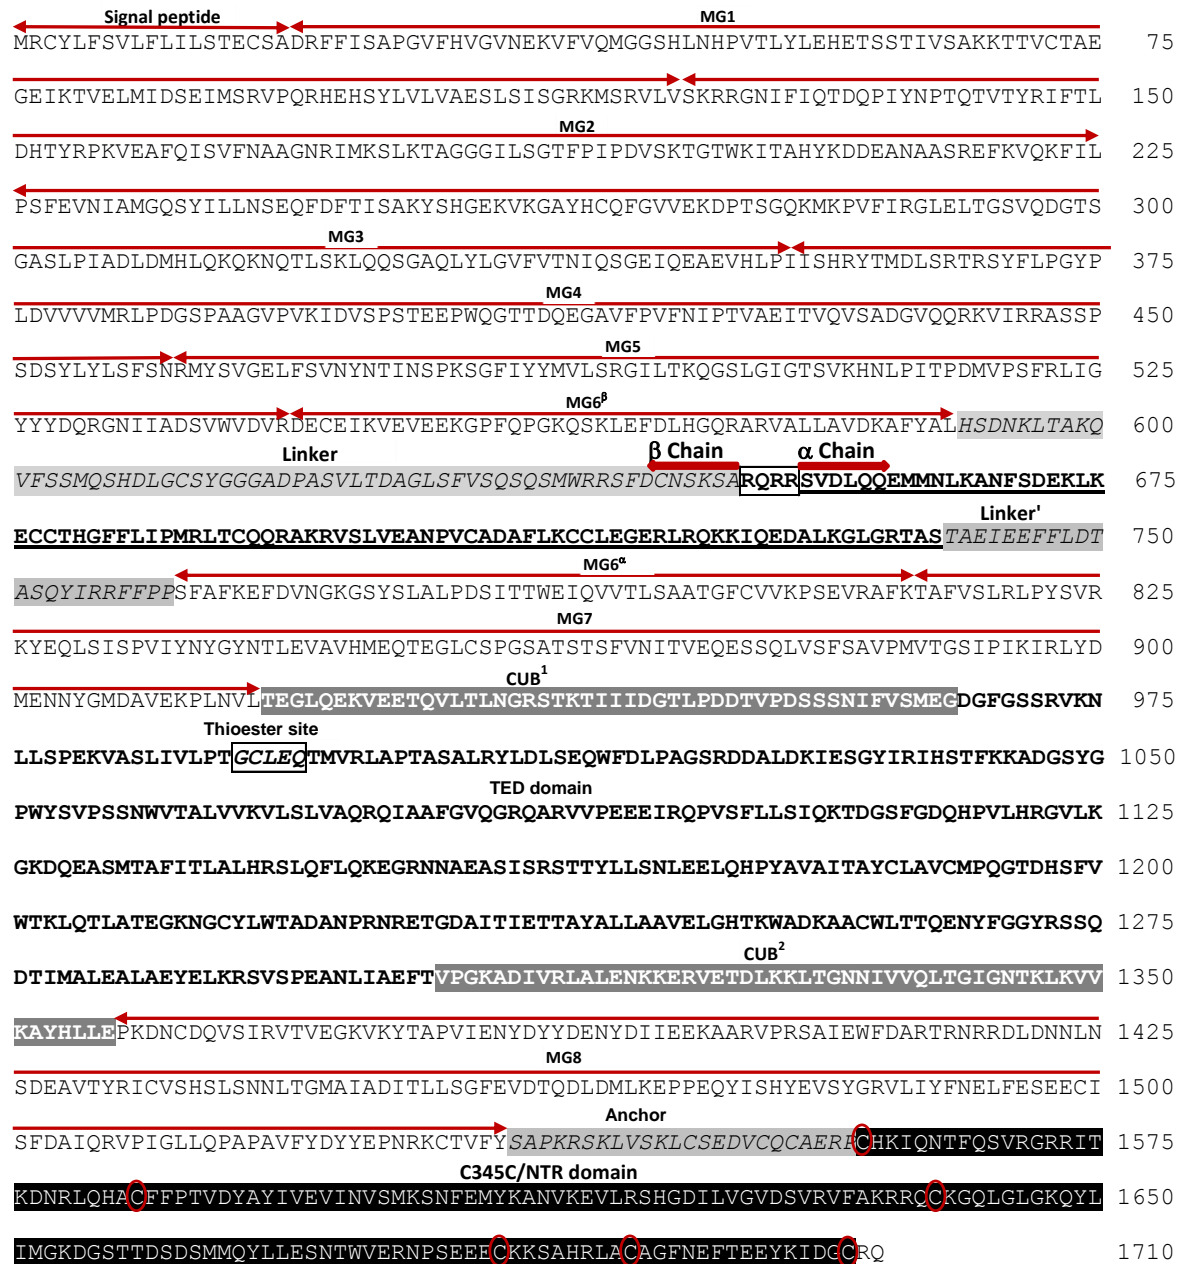 Signal peptide MG1
MRCYLFSVLFLILSTECSADRFFISAPGVFHVGVNEKVFVQMGGSHLNHPVTLYLEHETSSTIVSAKKTTVCTAE 75
GEIKTVELMIDSEIMSRVPQRHEHSYLVLVAESLSISGRKMSRVLVSKRRGNIFIQTDQPIYNPTQTVTYRIFTL 150
MG2
DHTYRPKVEAFQISVFNAAGNRIMKSLKTAGGGILSGTFPIPDVSKTGTWKITAHYKDDEANAASREFKVQKFIL 225
PSFEVNIAMGQSYILLNSEQFDFTISAKYSHGEKVKGAYHCQFGVVEKDPTSGQKMKPVFIRGLELTGSVQDGTS 300
MG3
GASLPIADLDMHLQKQKNQTLSKLQQSGAQLYLGVFVTNIQSGEIQEAEVHLPIISHRYTMDLSRTRSYFLPGYP 375
MG4
LDVVVVMRLPDGSPAAGVPVKIDVSPSTEEPWQGTTDQEGAVFPVFNIPTVAEITVQVSADGVQQRKVIRRASSP 450
MG5
SDSYLYLSFSNRMYSVGELFSVNYNTINSPKSGFIYYMVLSRGILTKQGSLGIGTSVKHNLPITPDMVPSFRLIG 525
MG6β
YYYDQRGNIIADSVWVDVRDECEIKVEVEEKGPFQPGKQSKLEFDLHGQRARVALLAVDKAFYALHSDNKLTAKQ 600
Linker β Chain α Chain
VFSSMQSHDLGCSYGGGADPASVLTDAGLSFVSQSQSMWRRSFDCNSKSARQRRSVDLQQEMMNLKANFSDEKLK 675
Linker'
ECCTHGFFLIPMRLTCQQRAKRVSLVEANPVCADAFLKCCLEGERLRQKKIQEDALKGLGRTASTAEIEEFFLDT 750
MG6α
ASQYIRRFFPPSFAFKEFDVNGKGSYSLALPDSITTWEIQVVTLSAATGFCVVKPSEVRAFKTAFVSLRLPYSVR 825
MG7
KYEQLSISPVIYNYGYNTLEVAVHMEQTEGLCSPGSATSTSFVNITVEQESSQLVSFSAVPMVTGSIPIKIRLYD 900
CUB1
MENNYGMDAVEKPLNVLTEGLQEKVEETQVLTLNGRSTKTIIIDGTLPDDTVPDSSSNIFVSMEGDGFGSSRVKN 975
Thioester site
LLSPEKVASLIVLPTGCLEQTMVRLAPTASALRYLDLSEQWFDLPAGSRDDALDKIESGYIRIHSTFKKADGSYG 1050
TED domain
PWYSVPSSNWVTALVVKVLSLVAQRQIAAFGVQGRQARVVPEEEIRQPVSFLLSIQKTDGSFGDQHPVLHRGVLK 1125
GKDQEASMTAFITLALHRSLQFLQKEGRNNAEASISRSTTYLLSNLEELQHPYAVAITAYCLAVCMPQGTDHSFV 1200
WTKLQTLATEGKNGCYLWTADANPRNRETGDAITIETTAYALLAAVELGHTKWADKAACWLTTQENYFGGYRSSQ 1275
CUB2
DTIMALEALAEYELKRSVSPEANLIAEFTVPGKADIVRLALENKKERVETDLKKLTGNNIVVQLTGIGNTKLKVV 1350
KAYHLLEPKDNCDQVSIRVTVEGKVKYTAPVIENYDYYDENYDIIEEKAARVPRSAIEWFDARTRNRRDLDNNLN 1425
MG8
SDEAVTYRICVSHSLSNNLTGMAIADITLLSGFEVDTQDLDMLKEPPEQYISHYEVSYGRVLIYFNELFESEECI 1500
Anchor
SFDAIQRVPIGLLQPAPAVFYDYYEPNRKCTVFYSAPKRSKLVSKLCSEDVCQCAERPCHKIQNTFQSVRGRRIT 1575
C345C/NTR domain
KDNRLQHACFFPTVDYAYIVEVINVSMKSNFEMYKANVKEVLRSHGDILVGVDSVRVFAKRRQCKGQLGLGKQYL 1650
IMGKDGSTTDSDSMMQYLLESNTWVERNPSEEECKKSAHRLACAGFNEFTEEYKIDGCRQ 1710